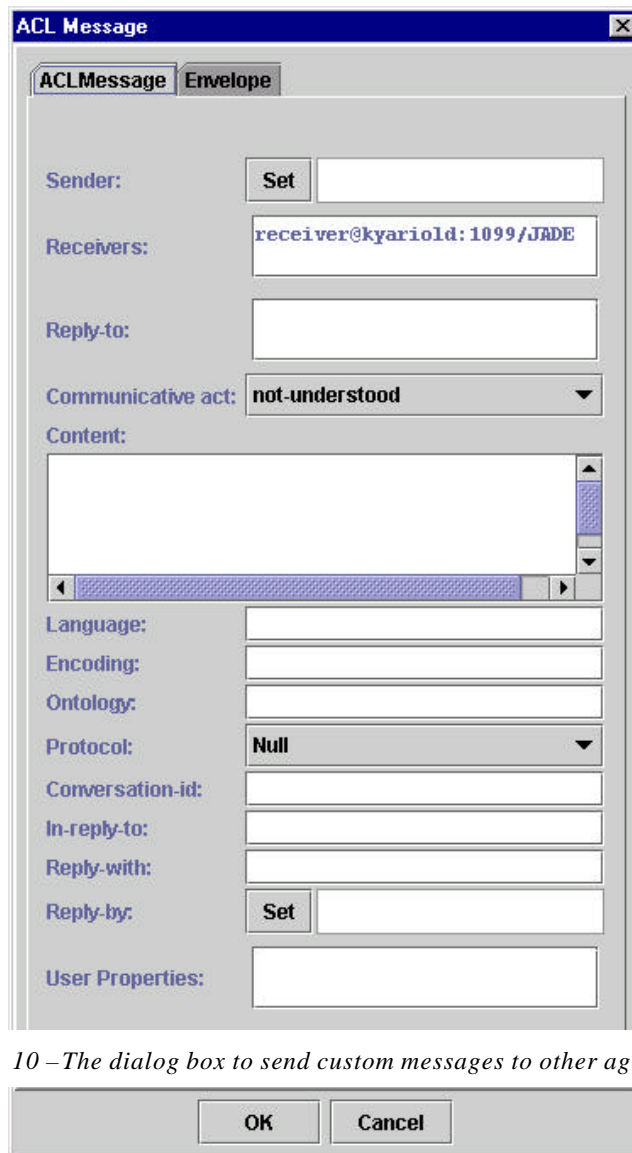 ACL Message
ACLMessage Envelope
Sender: Set
Receivers: receiver@kyariold:1099/JADE
Reply-to:
Communicative act: not-understood
Content:
Language:
Encoding:
Ontology:
Protocol: Null
Conversation-id:
In-reply-to:
Reply-with:
Reply-by: Set
User Properties:
10 – The dialog box to send custom messages to other ag
OK Cancel